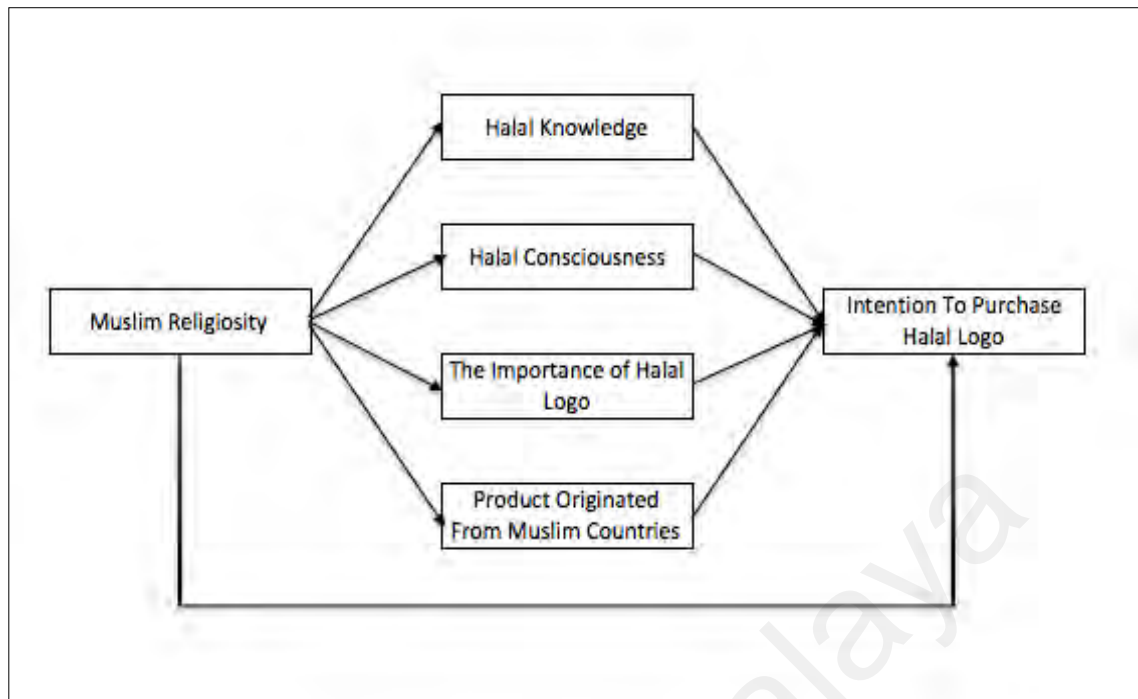 Halal Knowledge
Halal Consciousness
Muslim Religiosity
Intention To Purchase
Halal Logo
The Importance of Halal
Logo
Product Originated
From Muslim Countries
alaya